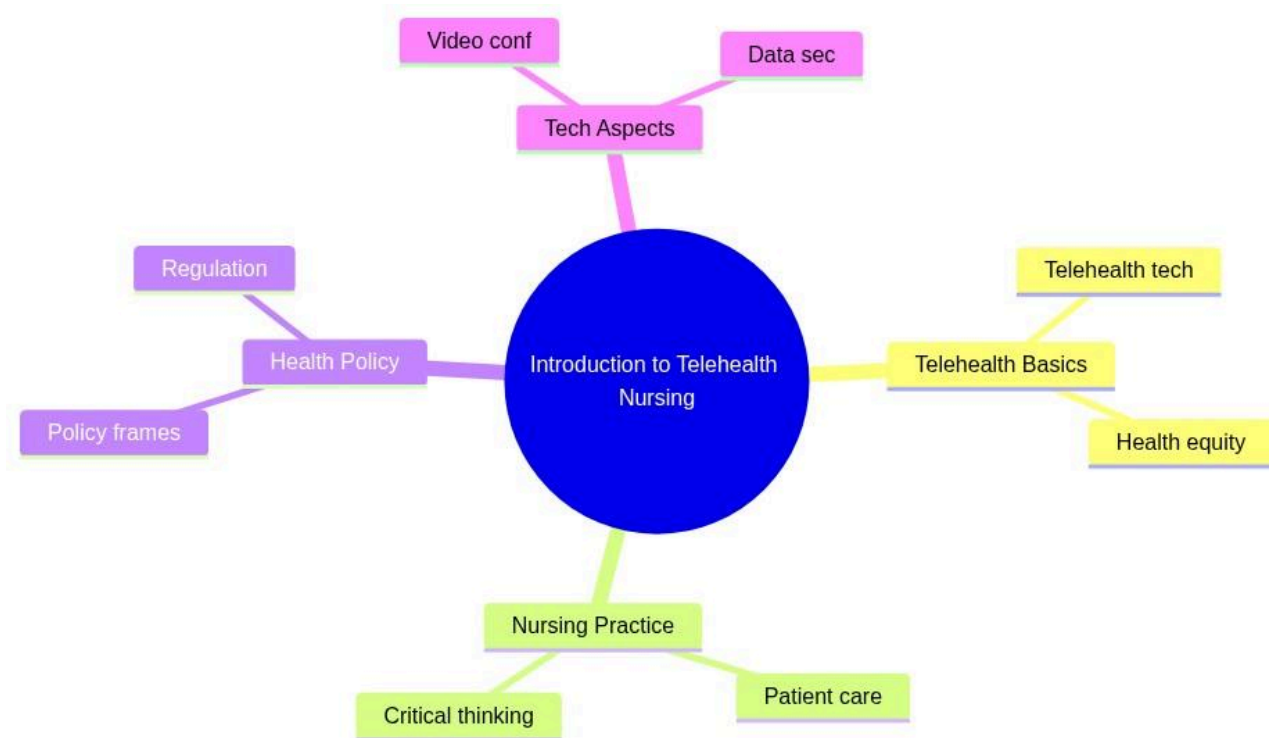 Video conf
Data sec
Tech Aspects
Regulation
Telehealth tech
Health Policy
Introduction to Telehealth
Nursing
Telehealth Basics
Policy frames
Health equity
Nursing Practice
Critical thinking
Patient care